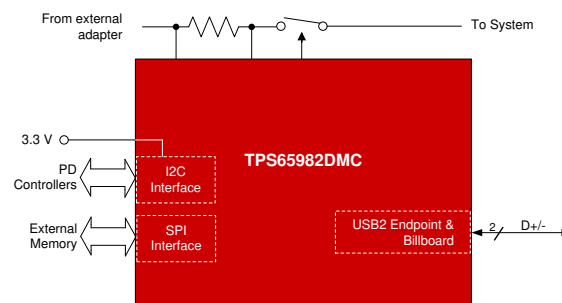 From external
adapter
To System
3.3 V
TPS65982DMC
PD
Controllers
I2C
Interface
External
Memory
SPI
Interface
USB2 Endpoint &
Billboard
2
D+/-